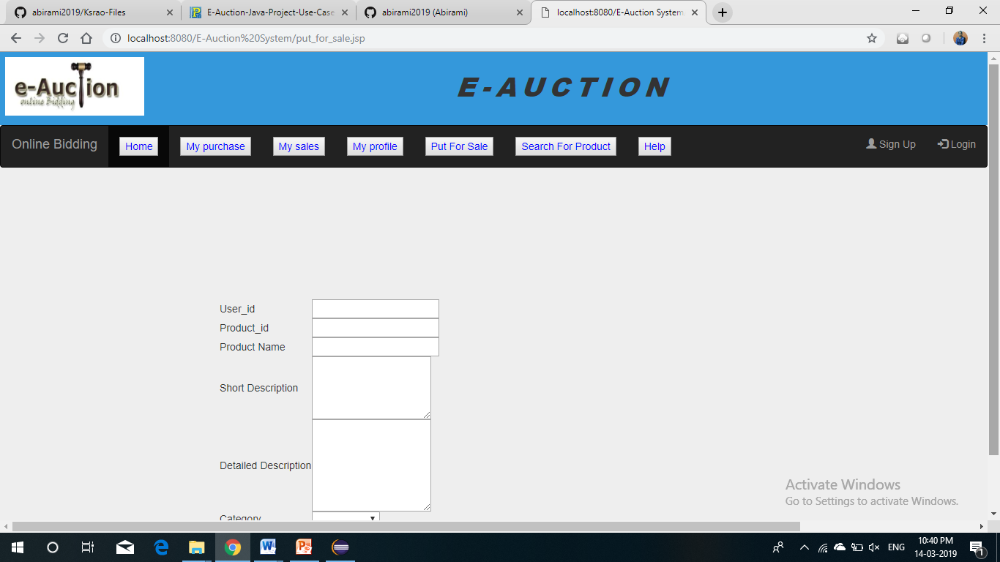 abirami2019/Ksrao-Files
E-Auction-Java-Project-Use-Case
abirami2019 (Abirami)
localhost:8080/E-Auction System
localhost:8080/E-Auction%20System/put_for_sale.jsp
e-Auction
online Bidding
E-AUCTION
Online Bidding
Home
My purchase
My sales
My profile
Put For Sale
Search For Product
Help
Sign Up
Login
User_id
Product_id
Product Name
Short Description
Detailed Description
Category
Activate Windows
Go to Settings to activate Windows.
ENG
10:40 PM
14-03-2019
1